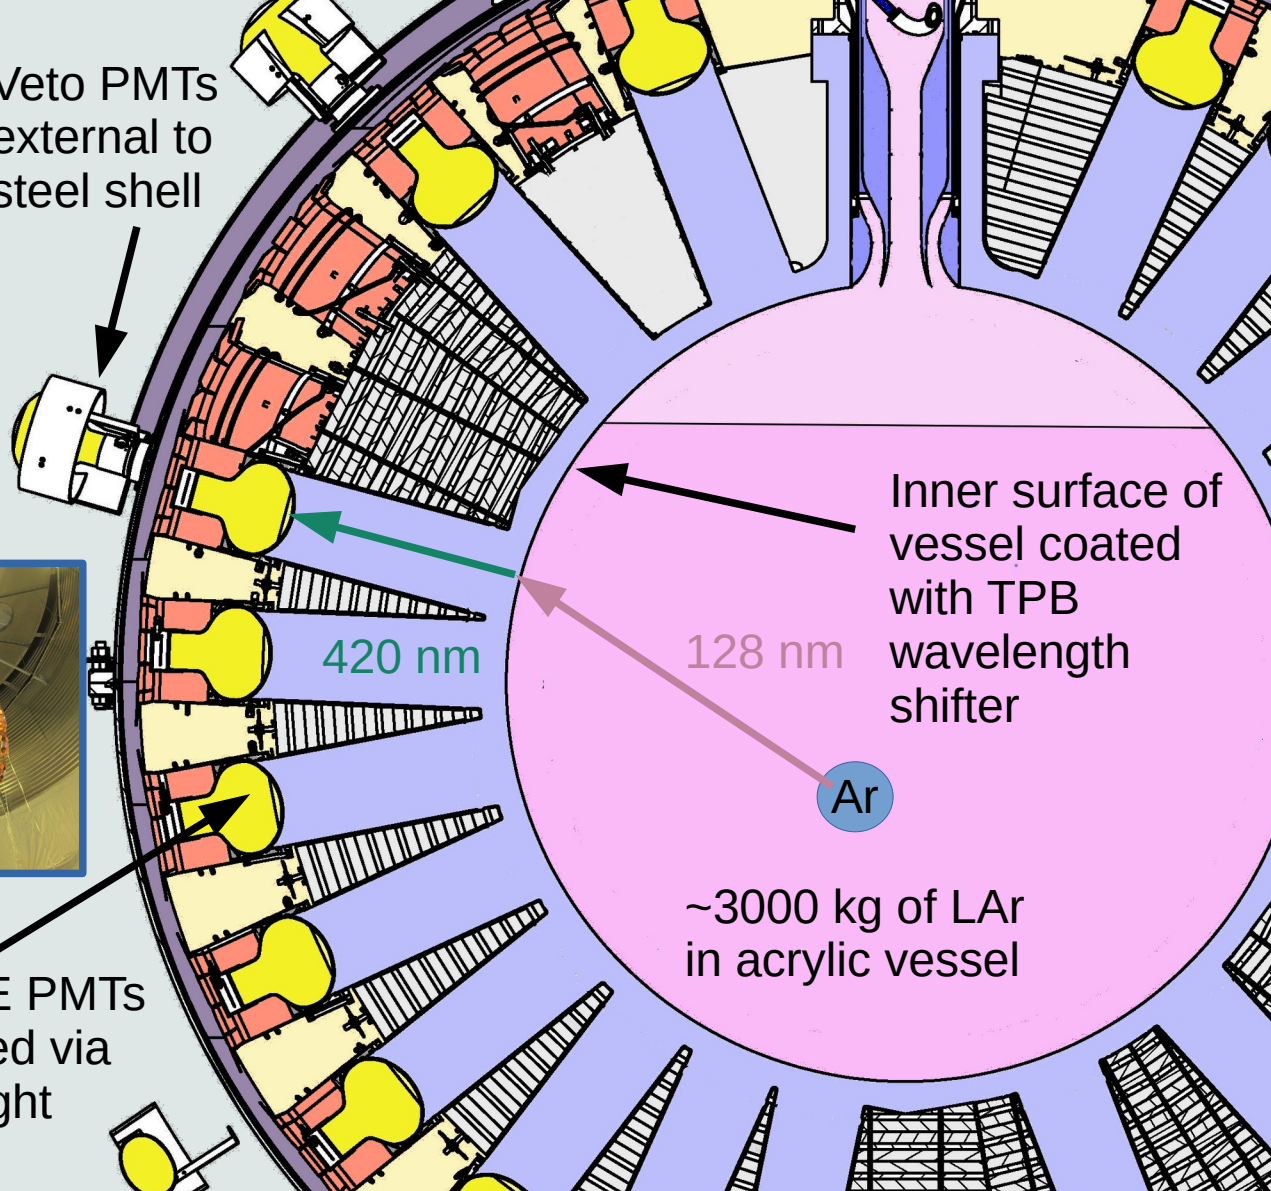 Veto PMTs
external to
steel shell
Inner surface of
vessel coated
with TPB
wavelength
shifter
420 nm
128 nm
Ar
~3000 kg of LAr
in acrylic vessel
E PMTs
ed via
ght